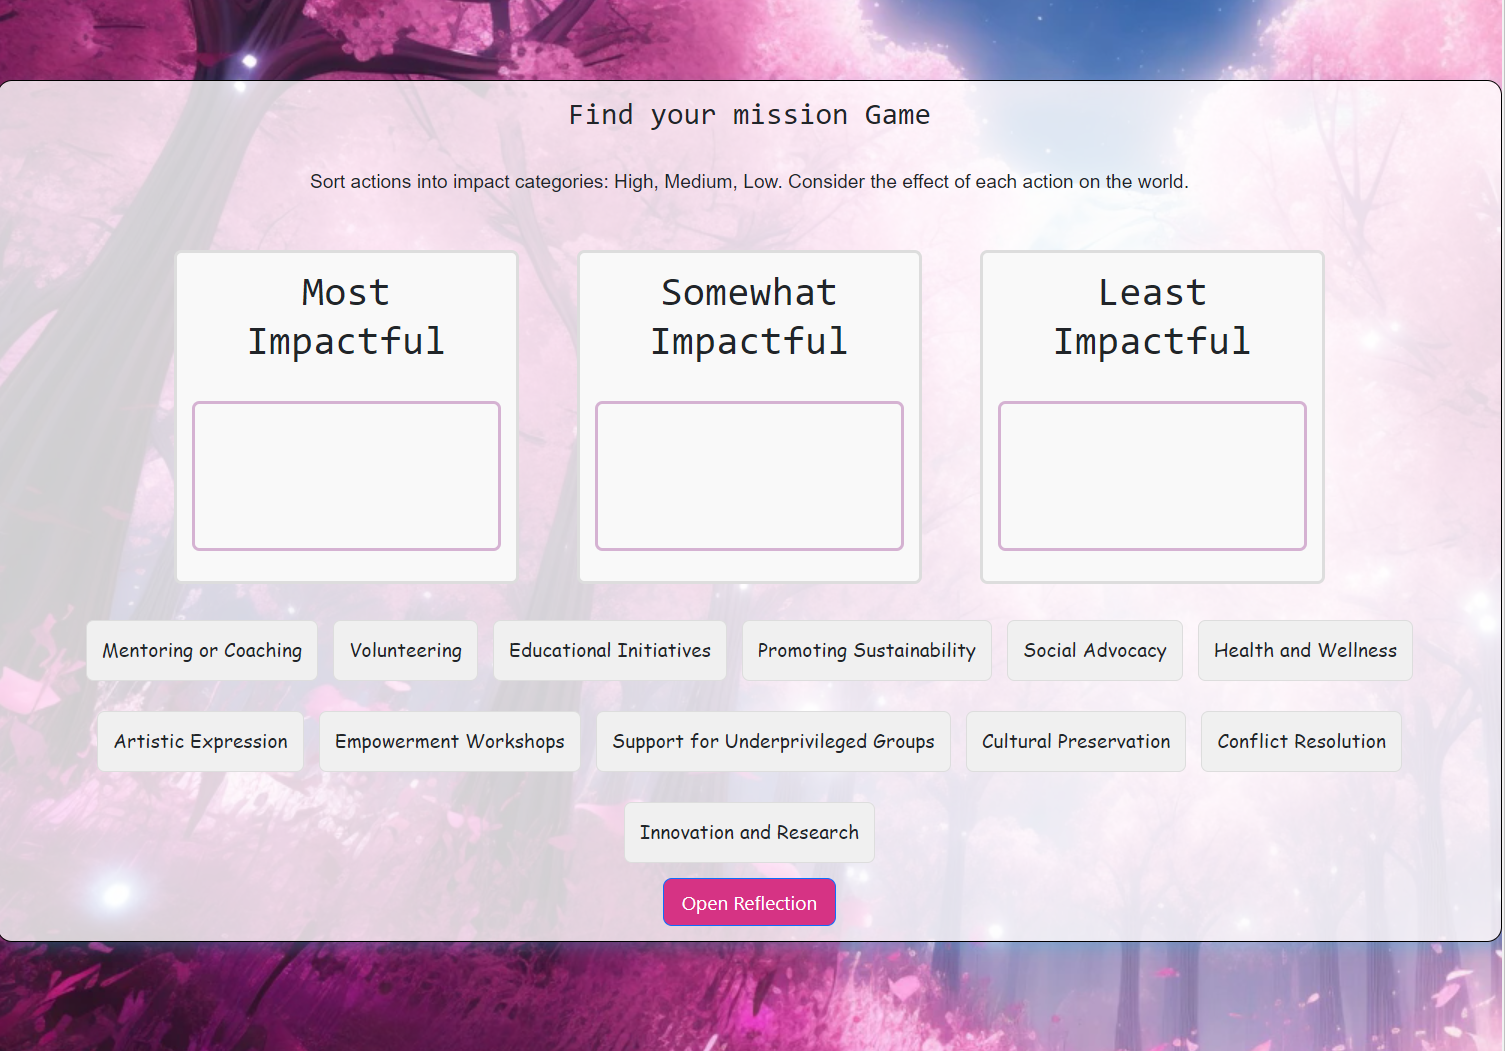 Find your mission Game
Sort actions into impact categories: High, Medium, Low. Consider the effect of each action on the world.
Most
Impactful
Somewhat
Impactful
Least
Impactful
Mentoring or Coaching
Volunteering
Educational Initiatives
Promoting Sustainability
Social Advocacy
Health and Wellness
Artistic Expression
Empowerment Workshops
Support for Underprivileged Groups
Cultural Preservation
Conflict Resolution
Innovation and Research
Open Reflection